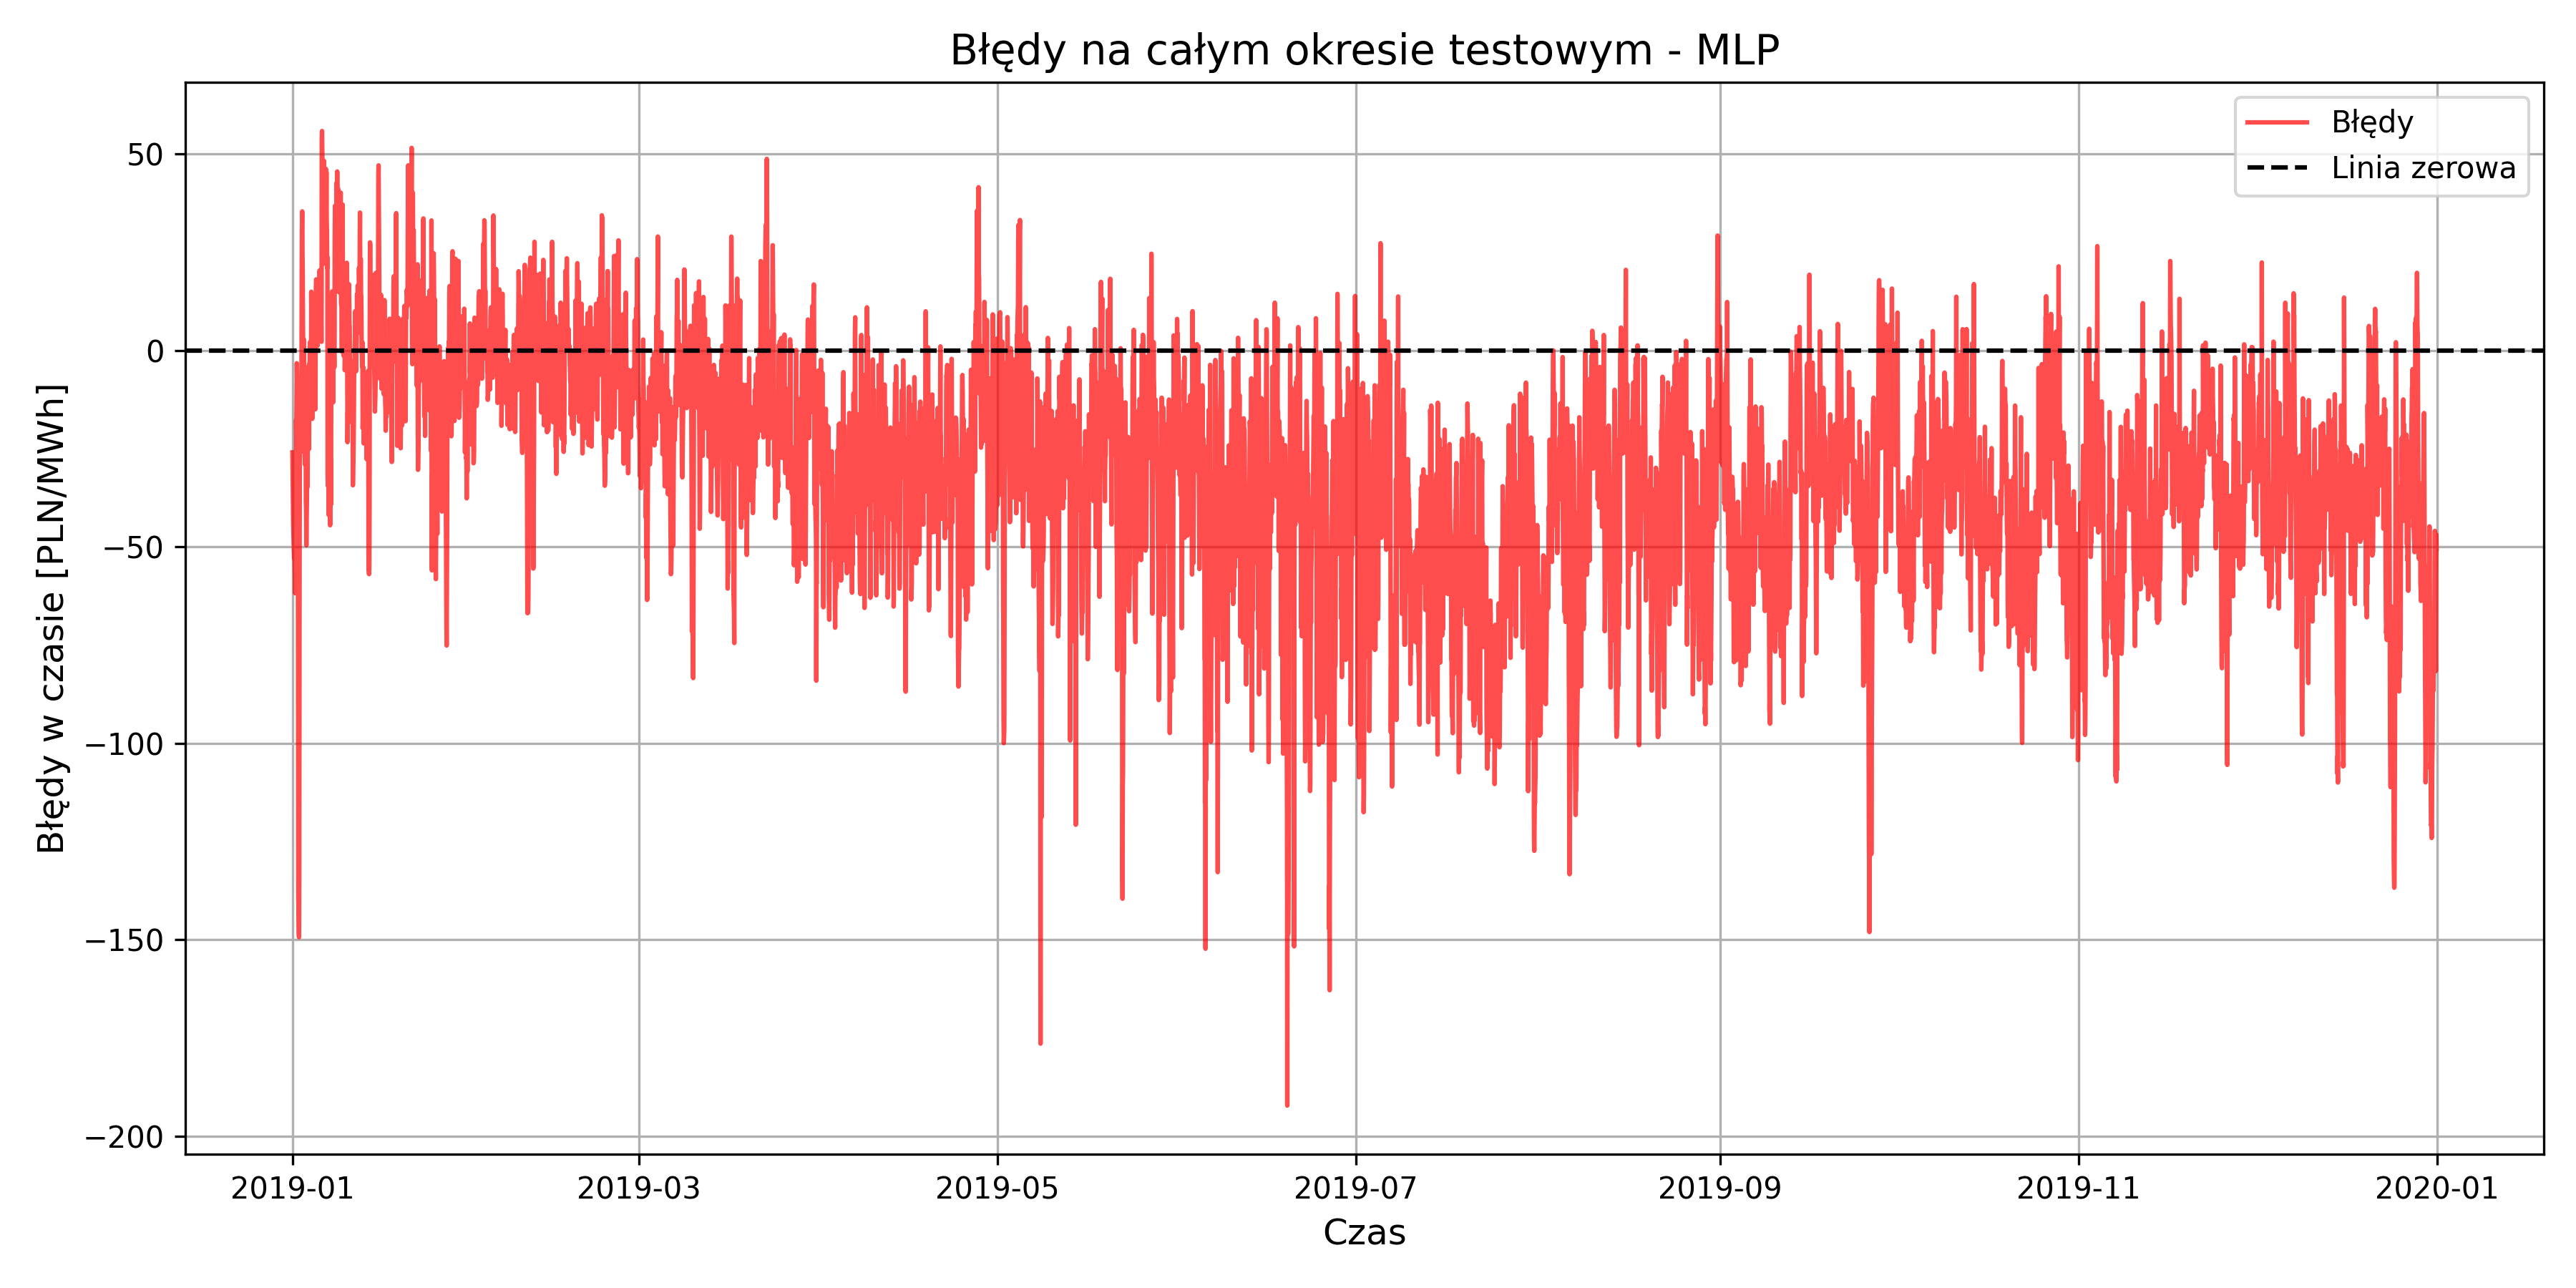 Błędy na całym okresie testowym - MLP
Błędy
Linia zerowa
Błędy w czasie [PLN/MWh]
50
0
−50
−100
−150
−200
2019-01
2019-03
2019-05
2019-07
2019-09
2019-11
2020-01
Czas